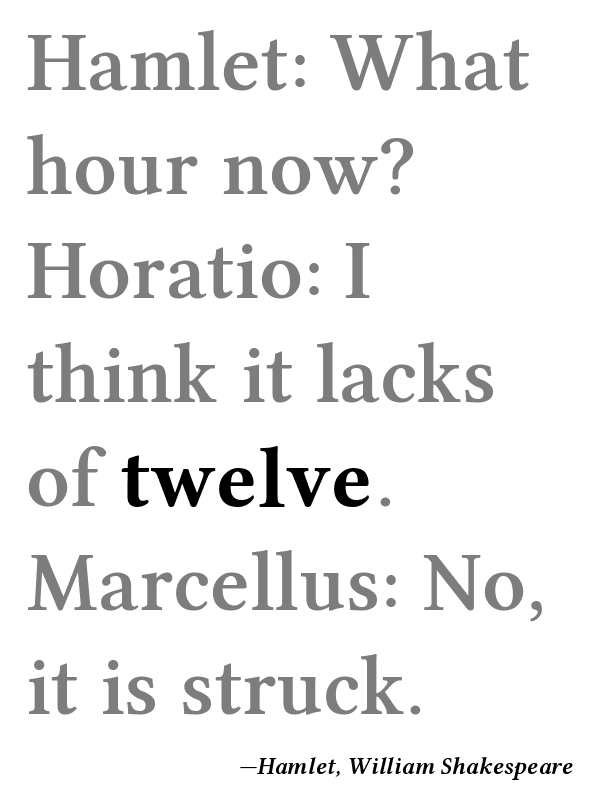 Hamlet: What
hour now?
Horatio: I
think it lacks
of twelve.
Marcellus: No,
it is struck.
—Hamlet, William Shakespeare